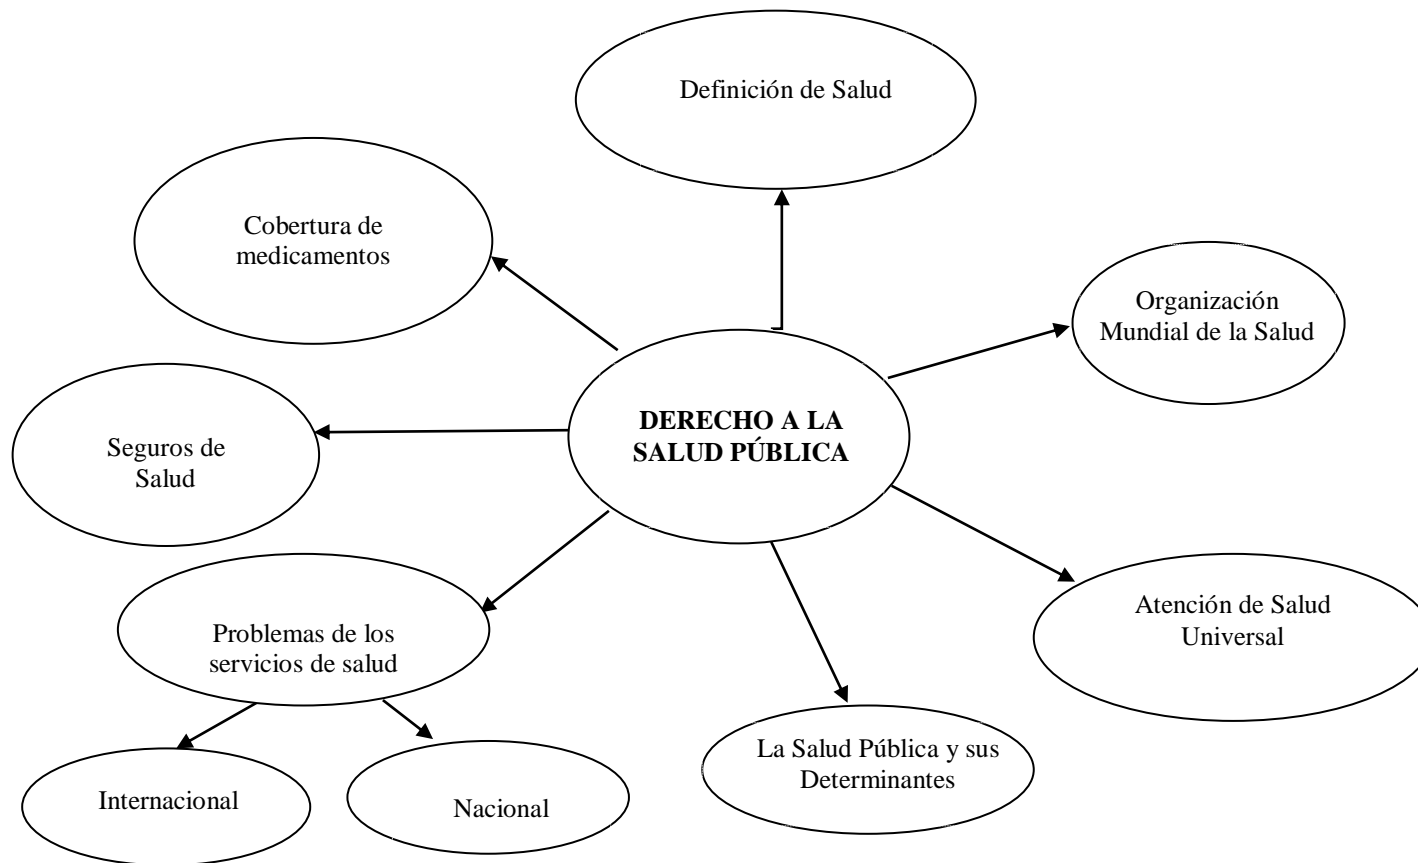 Definición de Salud
Cobertura de
medicamentos
Organización
Mundial de la Salud
DERECHO A LA
SALUD PÚBLICA
Seguros de
Salud
Atención de Salud
Universal
Problemas de los
servicios de salud
La Salud Pública y sus
Determinantes
Internacional
Nacional